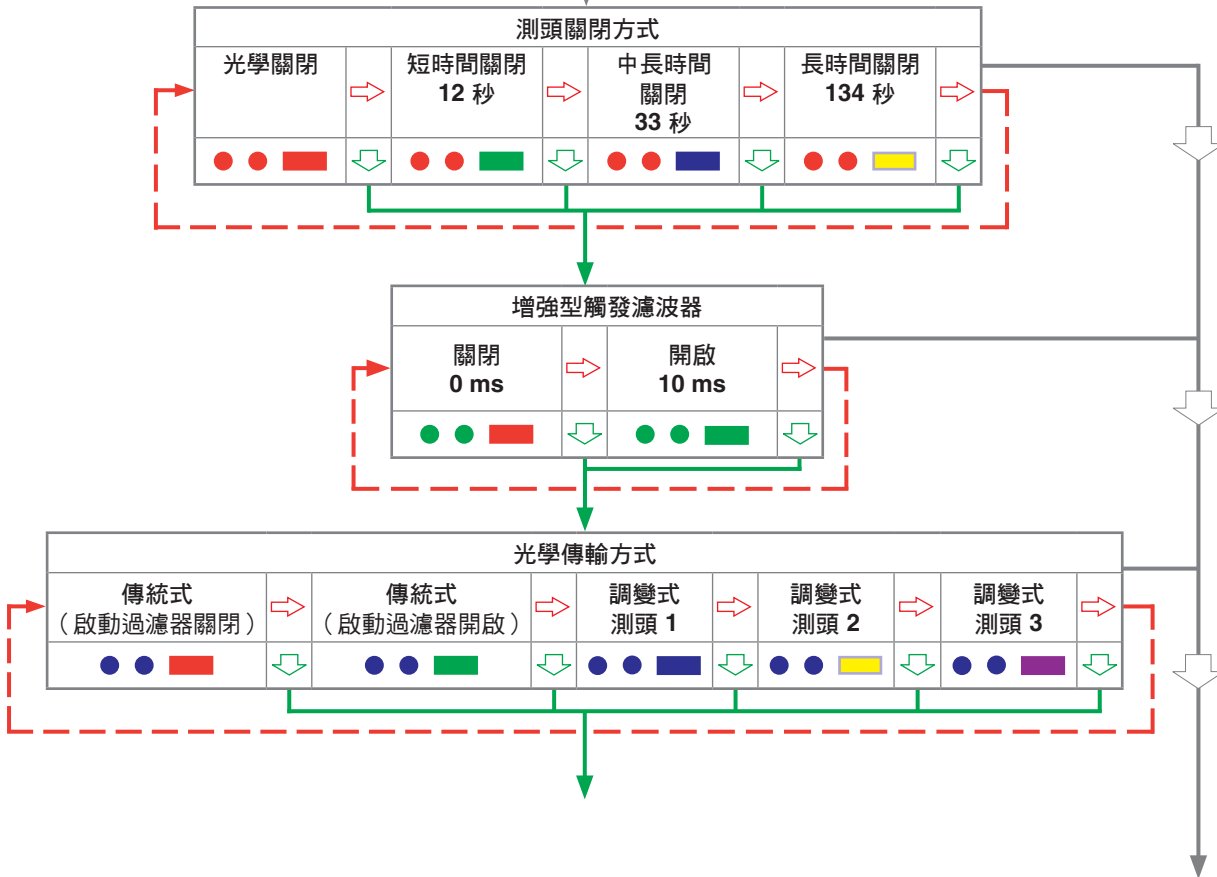 測頭關閉方式
光學關閉
短時間關閉
12 秒
中長時間
關閉
33 秒
長時間關閉
134 秒
增強型觸發濾波器
關閉
0 ms
開啟
10 ms
光學傳輸方式
傳統式
（啟動過濾器關閉）
傳統式
（啟動過濾器開啟）
調變式
測頭 1
調變式
測頭 2
調變式
測頭 3